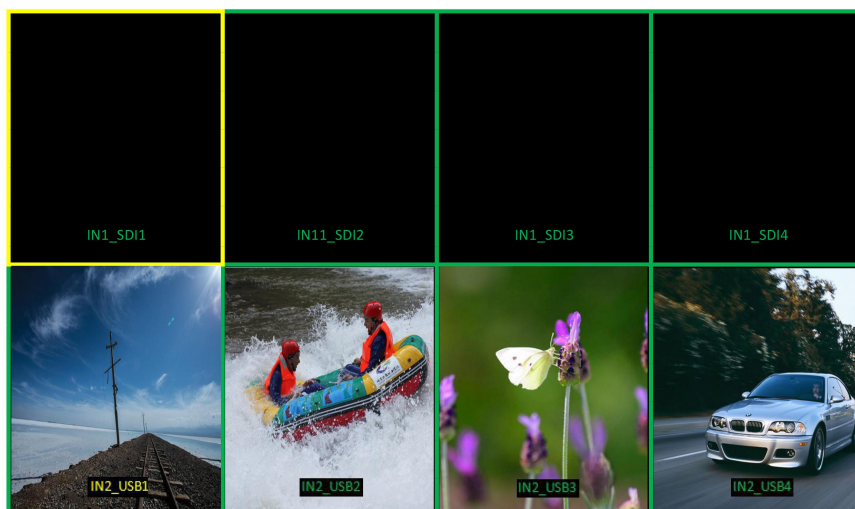 IN1_SDI1
IN11_SDI2
IN1_SDI3
IN1_SDI4
IN2_USB1
IN2_USB2
IN2_USB3
IN2_USB4